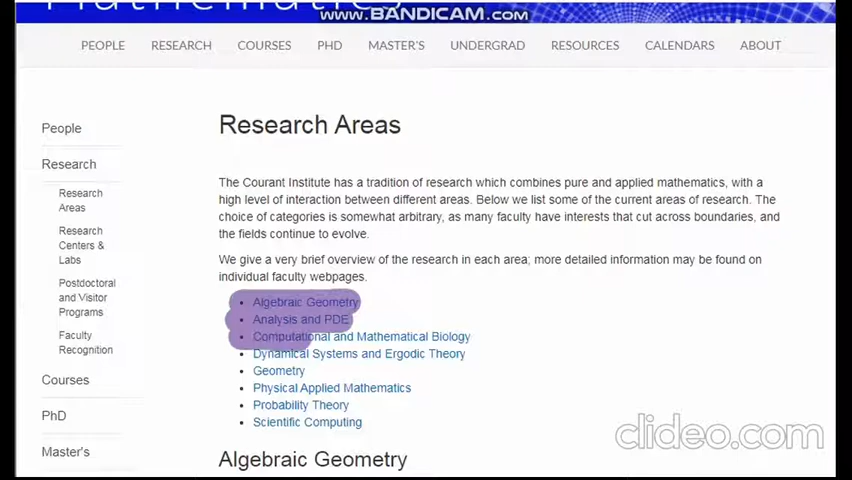 www.BANDICAM.com
PEOPLE RESEARCH COURSES PHD MASTER'S UNDERGRAD RESOURCES CALENDARS ABOUT
People
Research
Research
Areas
Research
Centers &
Labs
Postdoctoral
and Visitor
Programs
Faculty
Recognition
Courses
PhD
Master's
Research Areas
The Courant Institute has a tradition of research which combines pure and applied mathematics, with a
high level of interaction between different areas. Below we list some of the current areas of research. The
choice of categories is somewhat arbitrary, as many faculty have interests that cut across boundaries, and
the fields continue to evolve.
We give a very brief overview of the research in each area; more detailed information may be found on
individual faculty webpages.
• Algebraic Geometry
• Analysis and PDE
• Computational and Mathematical Biology
• Dynamical Systems and Ergodic Theory
• Geometry
• Physical Applied Mathematics
• Probability Theory
• Scientific Computing
Algebraic Geometry
clideo.com